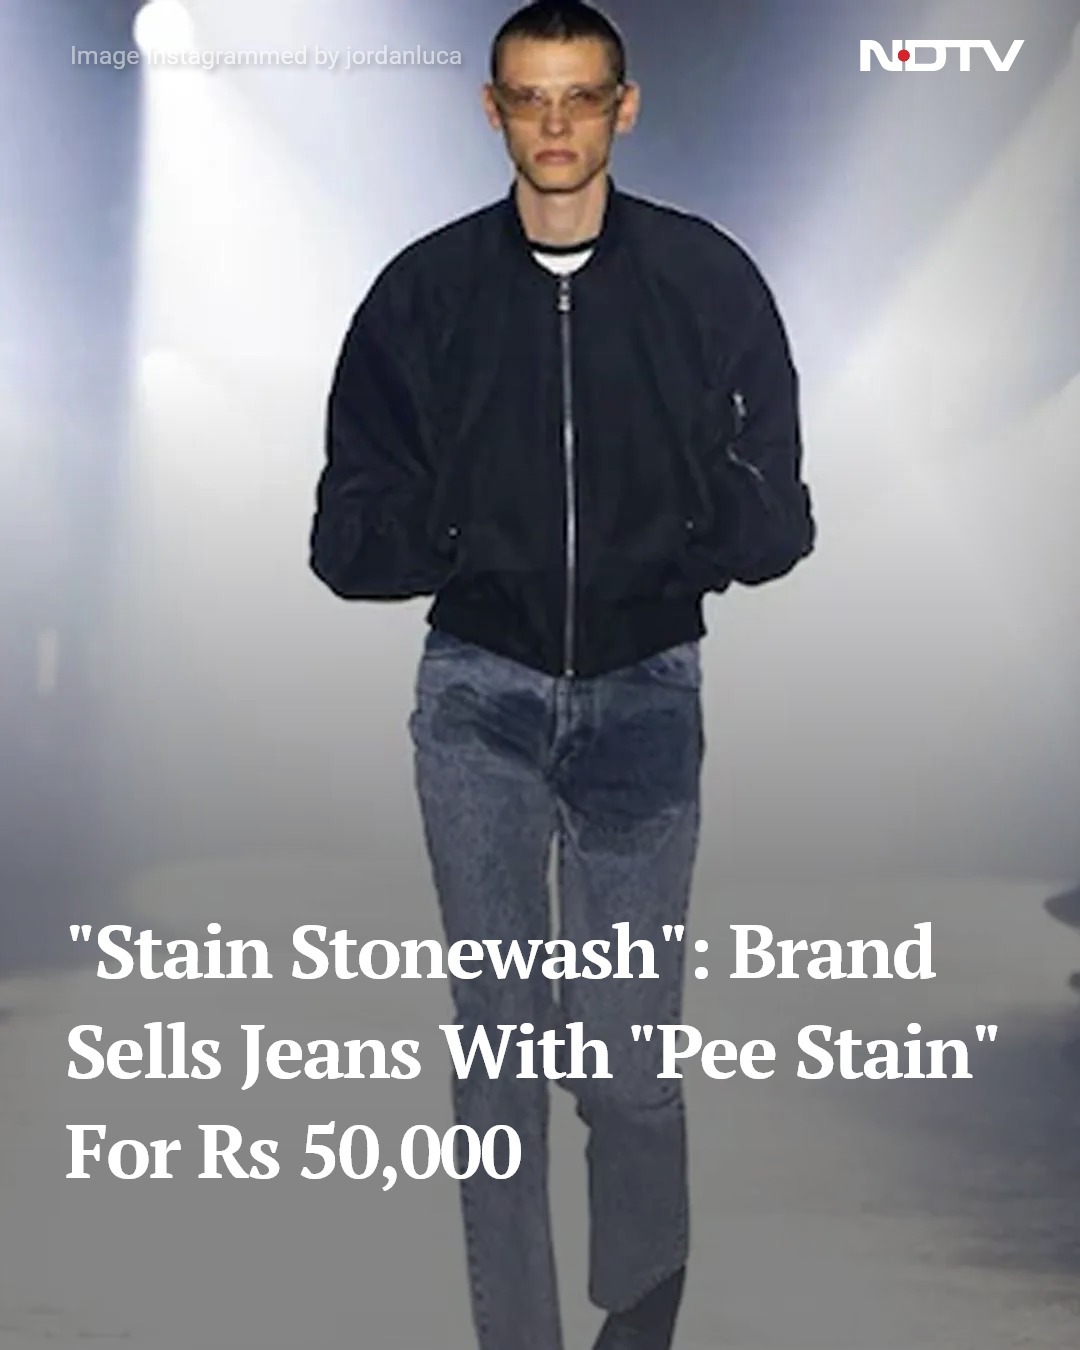 Image Instagrammed by jordanluca
NDTV
"Stain Stonewash": Brand
Sells Jeans With "Pee Stain"
For Rs 50,000